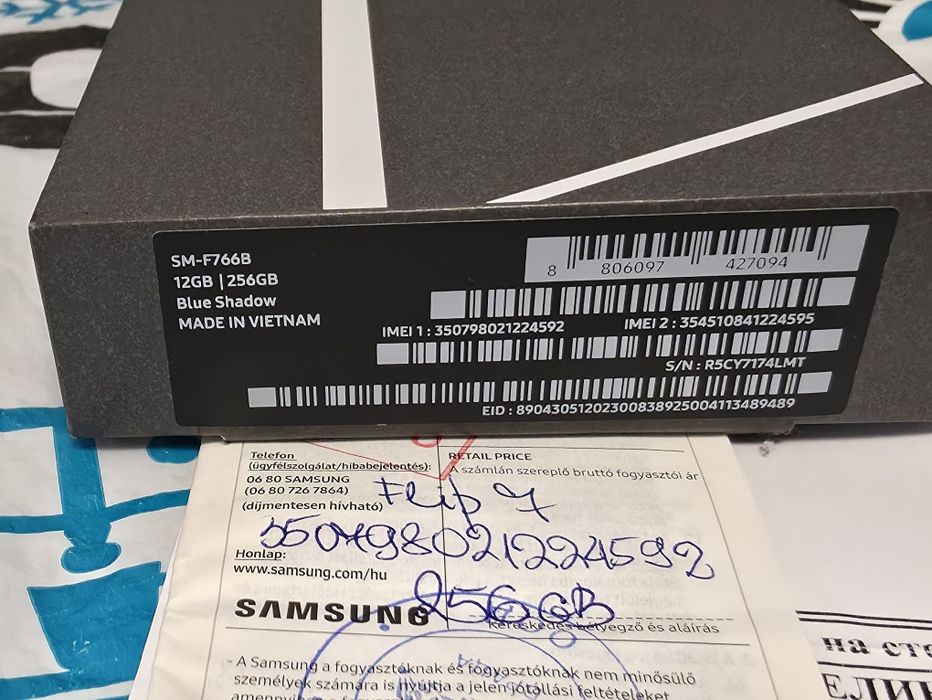 SM-F766B
12GB | 256GB
Blue Shadow
MADE IN VIETNAM
8 806097 427094
IMEI 1 : 350798021224592
IMEI 2 : 354510841224595
S/N : R5CY7174LMT
EID : 89043051202300838925004113489489
Telefon
(ügyfélszolgálat/hibabejelentés):
06 80 SAMSUNG
(06 80 726 7864)
(díjmentesen hívható)
RETAIL PRICE
A számlán szereplő bruttó fogyasztói ár
Flip 7
350798021224592
Honlap:
www.samsung.com/hu
256GB
SAMSUNG
kereskedés bélyegző és aláírás
- A Samsung a fogyasztóknak és fogyasztóknak nem minősülő
személyek számára is nyújtja a jelen jótállási feltételeket
на сто